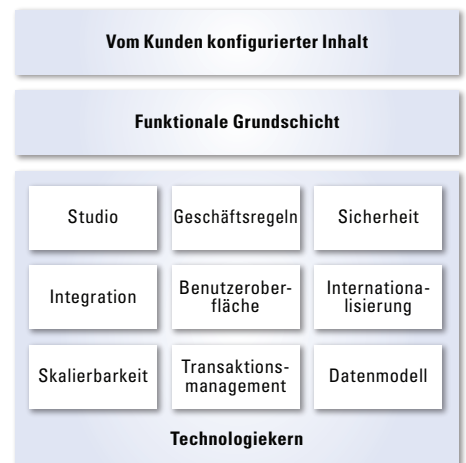 Vom Kunden konfigurierter Inhalt
Funktionale Grundschicht
Studio
Geschäftsregeln
Sicherheit
Integration
Benutzerober-
fläche
Internationa-
lisierung
Skalierbarkeit
Transaktions-
management
Datenmodell
Technologiekern